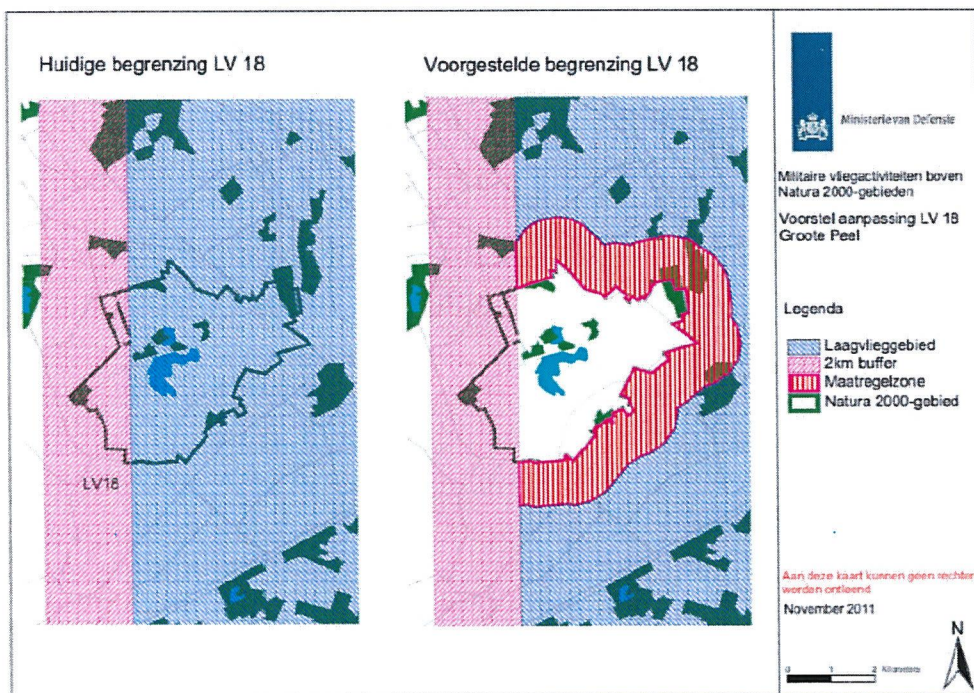 Huidige begrenzing LV 18
Voorgestelde begrenzing LV 18
LV18
Ministerie van Defensie
Militaire vliegactiviteiten boven
Natura 2000-gebieden
Voorstel aanpassing LV 18
Groote Peel
Legenda
Laagvlieggebied
2km buffer
Maatregelzone
Natura 2000-gebied
Aan deze kaart kunnen geen rechten
worden ontleend
November 2011
N
0 1 2 Kilometers